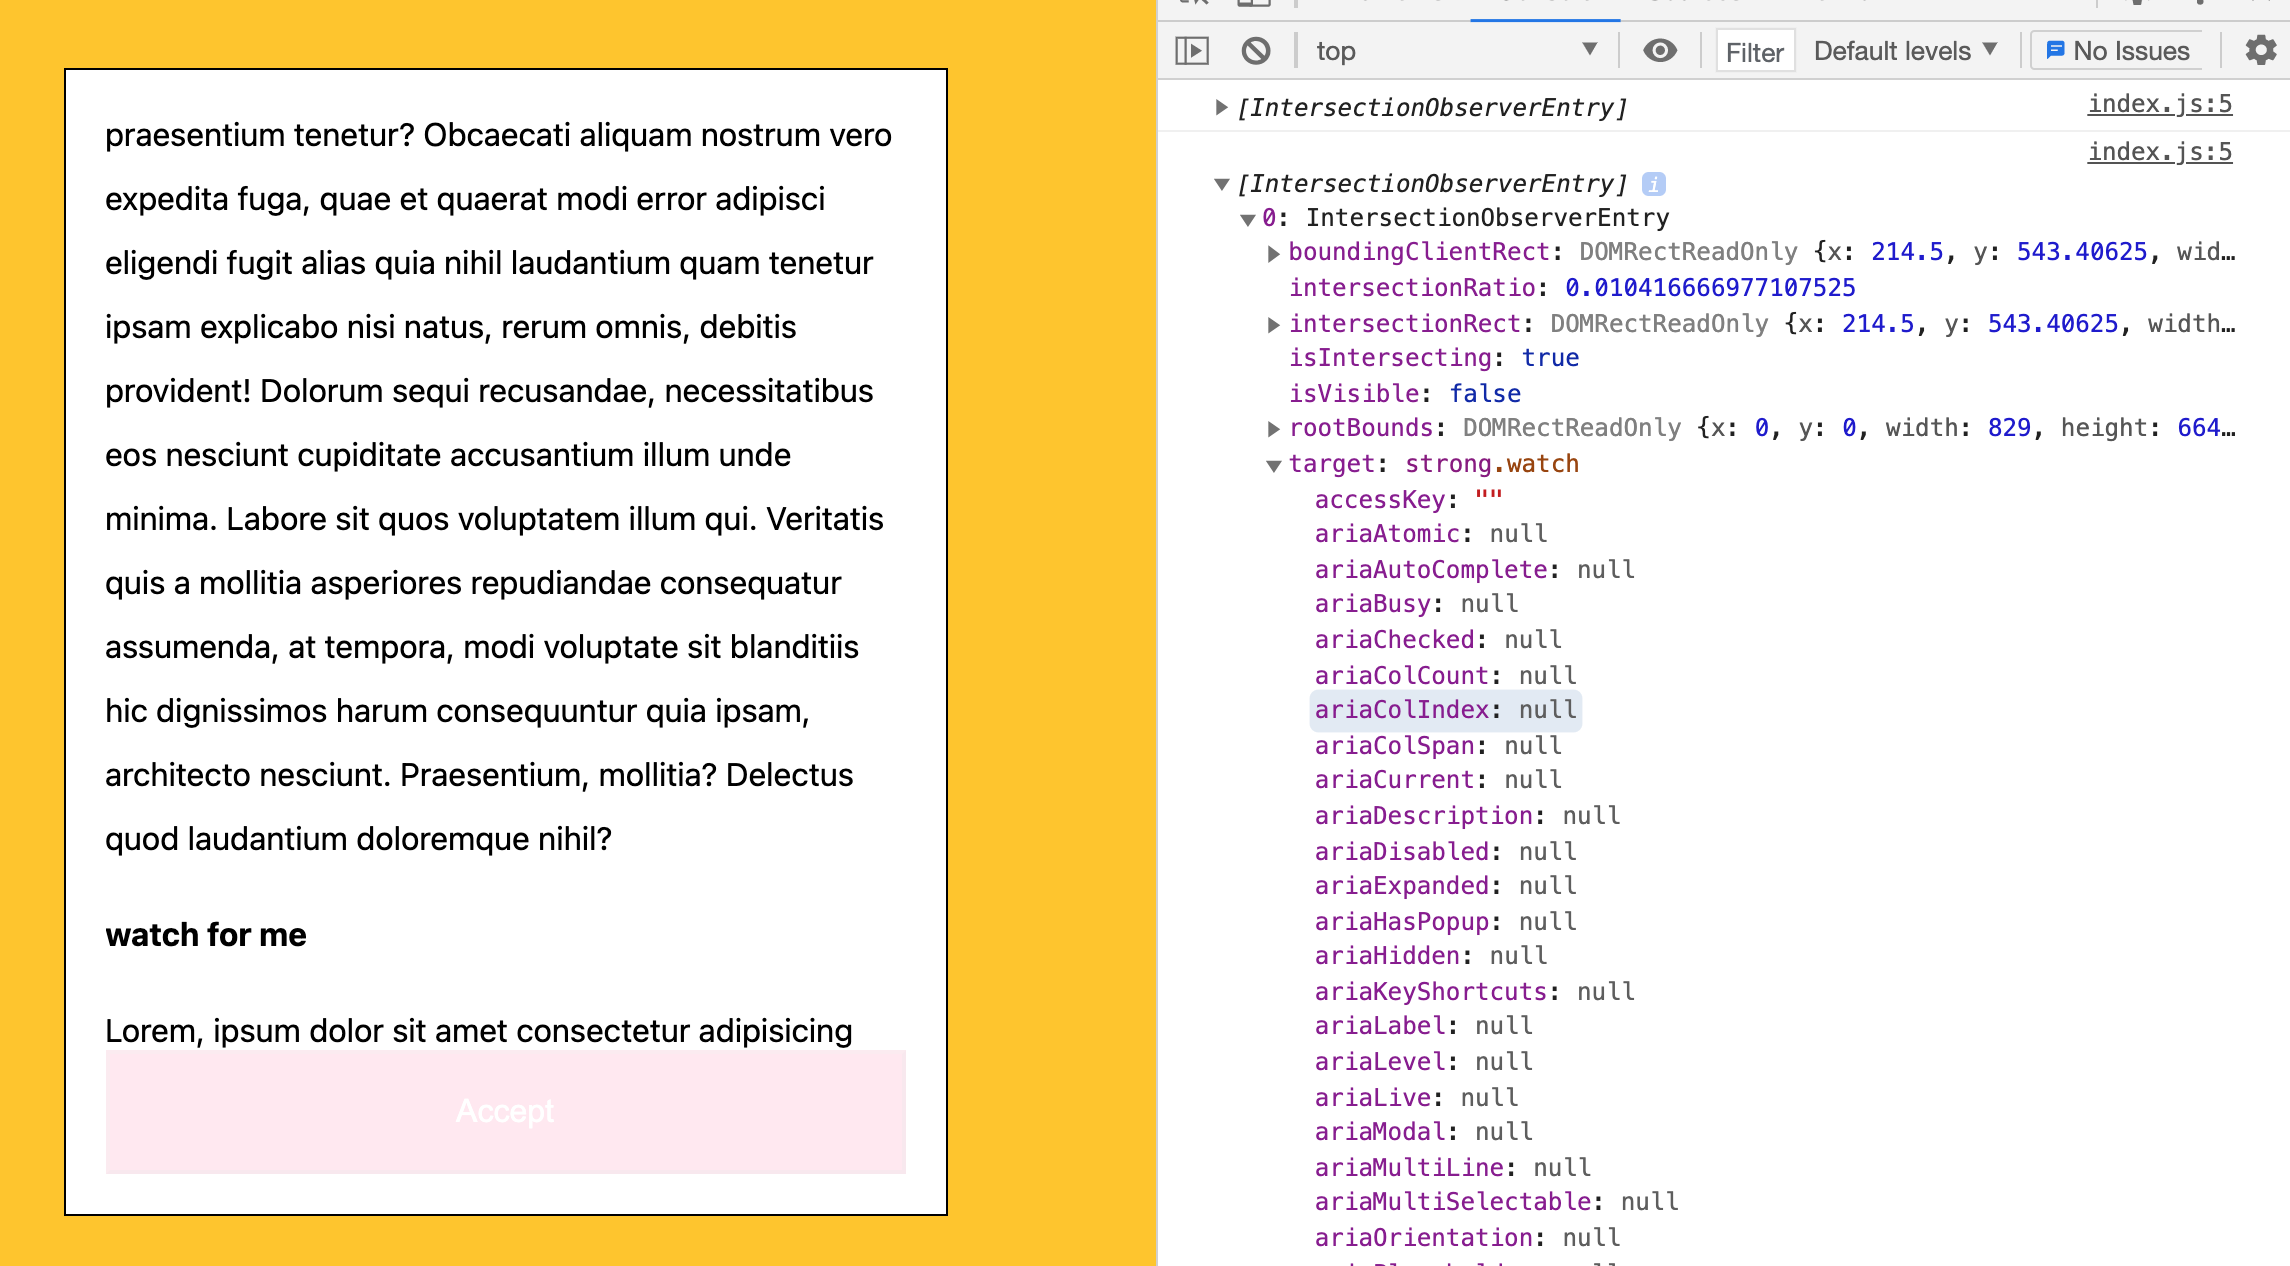 praesentium tenetur? Obcaecati aliquam nostrum vero
expedita fuga, quae et quaerat modi error adipisci
eligendi fugit alias quia nihil laudantium quam tenetur
ipsam explicabo nisi natus, rerum omnis, debitis
provident! Dolorum sequi recusandae, necessitatibus
eos nesciunt cupiditate accusantium illum unde
minima. Labore sit quos voluptatem illum qui. Veritatis
quis a mollitia asperiores repudiandae consequatur
assumenda, at tempora, modi voluptate sit blanditiis
hic dignissimos harum consequuntur quia ipsam,
architecto nesciunt. Praesentium, mollitia? Delectus
quod laudantium doloremque nihil?
watch for me
Lorem, ipsum dolor sit amet consectetur adipisicing
Accept
top Filter Default levels No Issues
[IntersectionObserverEntry] index.js:5
index.js:5
[IntersectionObserverEntry] i
0: IntersectionObserverEntry
boundingClientRect: DOMRectReadOnly {x: 214.5, y: 543.40625, wid…
intersectionRatio: 0.010416666977107525
intersectionRect: DOMRectReadOnly {x: 214.5, y: 543.40625, width…
isIntersecting: true
isVisible: false
rootBounds: DOMRectReadOnly {x: 0, y: 0, width: 829, height: 664…
target: strong.watch
accessKey: ""
ariaAtomic: null
ariaAutoComplete: null
ariaBusy: null
ariaChecked: null
ariaColCount: null
ariaColIndex: null
ariaColSpan: null
ariaCurrent: null
ariaDescription: null
ariaDisabled: null
ariaExpanded: null
ariaHasPopup: null
ariaHidden: null
ariaKeyShortcuts: null
ariaLabel: null
ariaLevel: null
ariaLive: null
ariaModal: null
ariaMultiLine: null
ariaMultiSelectable: null
ariaOrientation: null